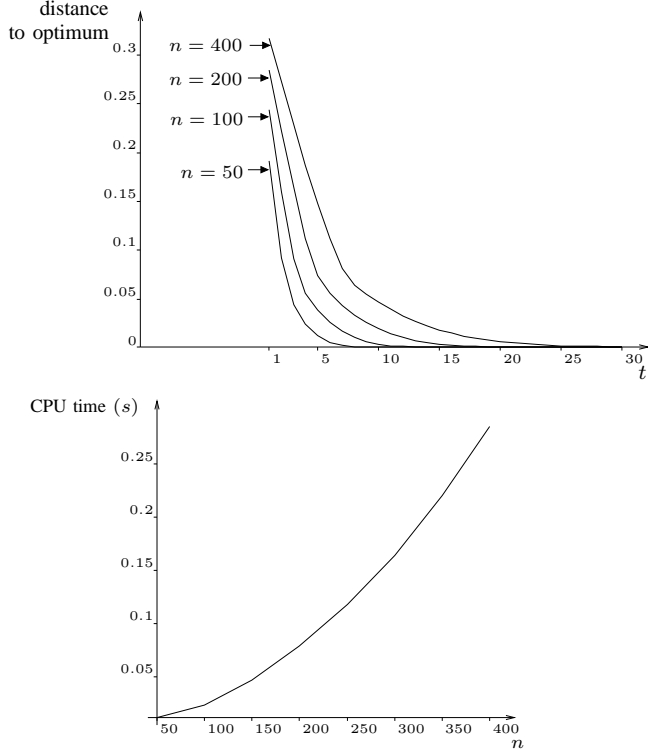 distance
to optimum
0.3
0.25
0.2
0.1
0.05
0
n = 400
n = 200
n = 100
n = 50
1 5 10 15 20 25 30
t
CPU time (s)
0.25
0.2
0.15
0.1
0.05
50 100 150 200 250 300 350 400
n